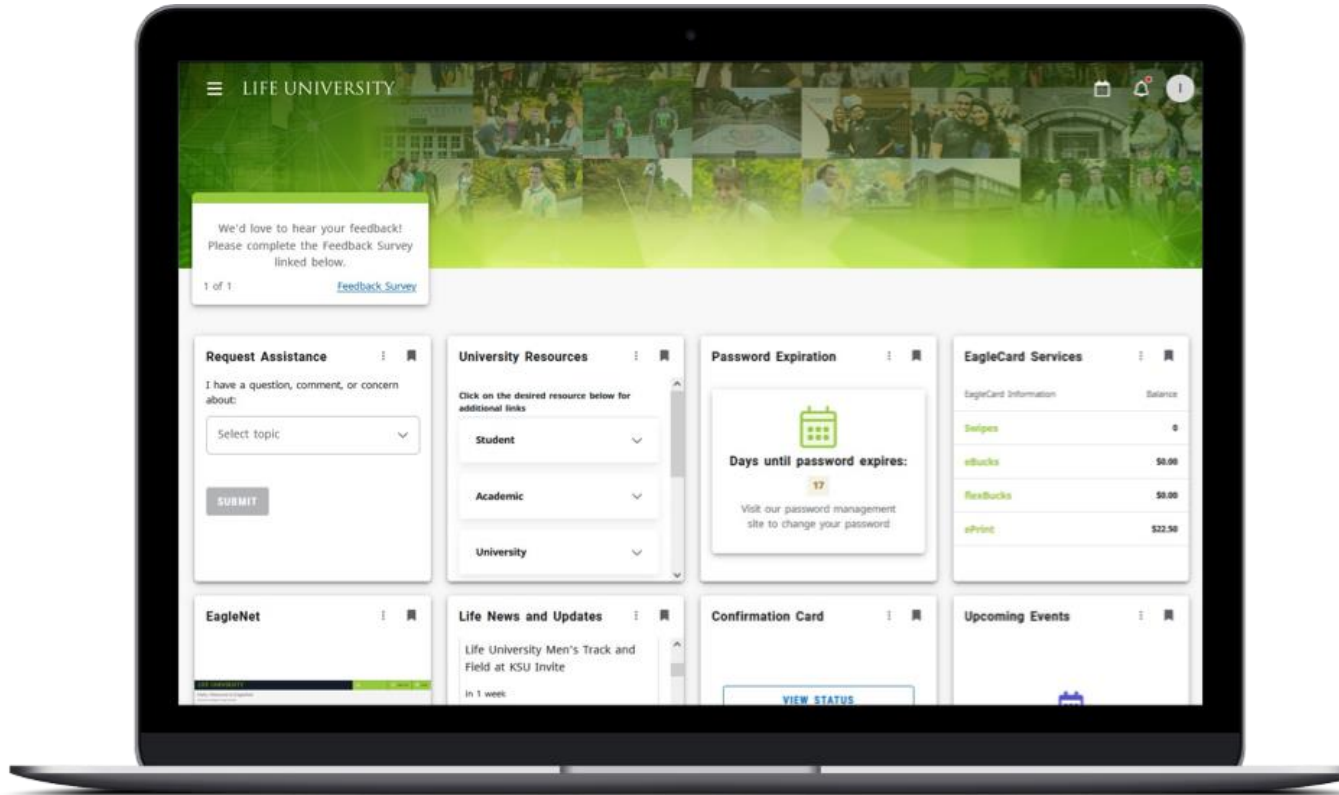 LIFE UNIVERSITY
I
We'd love to hear your feedback!
Please complete the Feedback Survey
linked below.
1 of 1
Feedback Survey
Request Assistance
I have a question, comment, or concern
about:
Select topic
SUBMIT
University Resources
Click on the desired resource below for
additional links
Student
Academic
University
Password Expiration
Days until password expires:
17
Visit our password management
site to change your password
EagleCard Services
EagleCard Information Balance
Swipes 0
eBucks $0.00
flexBucks $0.00
ePrint $22.50
EagleNet
LIFE UNIVERSITY
Life News and Updates
Life University Men's Track and
Field at KSU Invite
in 1 week
Confirmation Card
VIEW STATUS
Upcoming Events